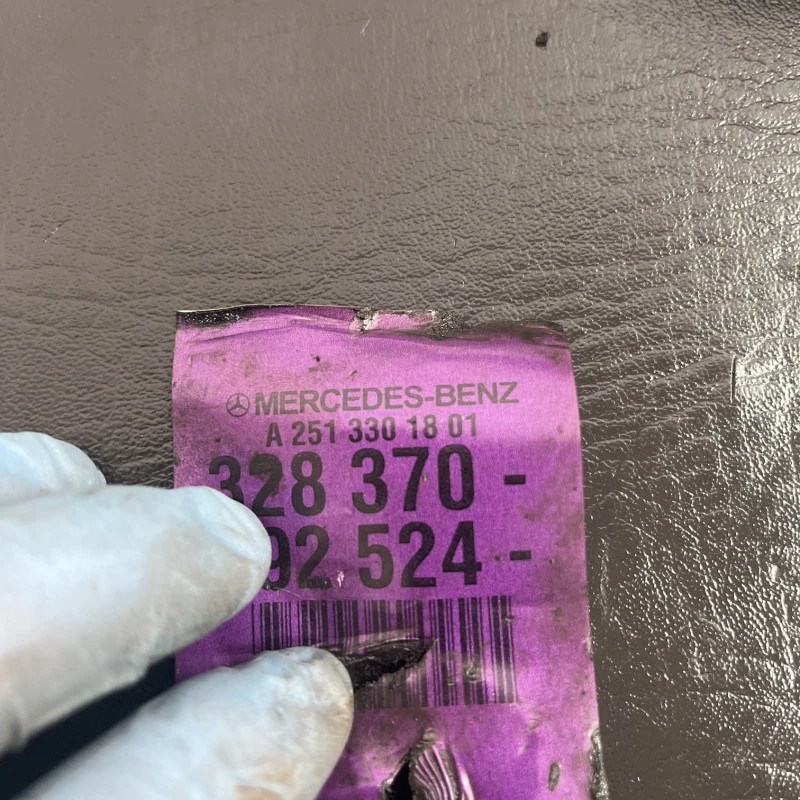 MERCEDES-BENZ
A 251 330 18 01
328 370 -
92 524 -